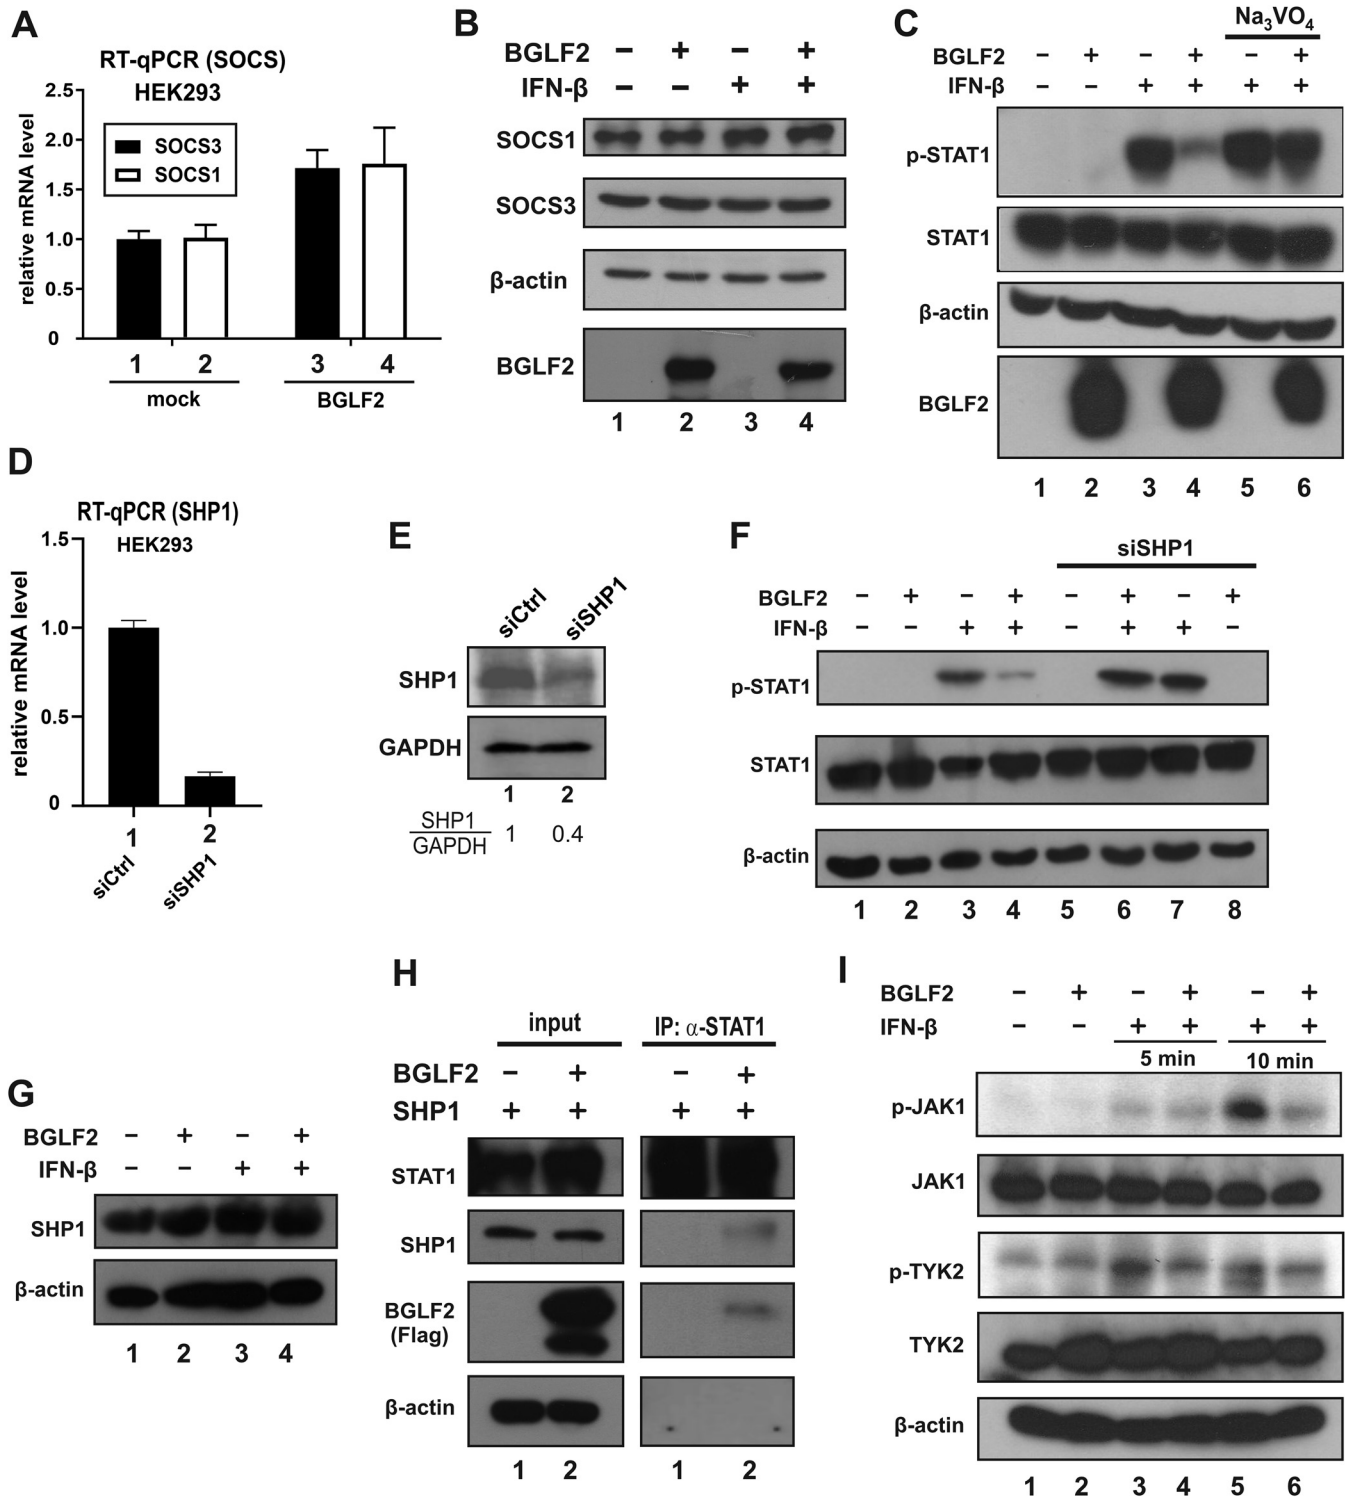 A
RT-qPCR (SOCS)
HEK293
relative mRNA level
2.5
2.0
1.5
1.0
0.5
0
SOCS3
SOCS1
1 2 3 4
mock BGLF2
B
BGLF2 − + − +
IFN-β − − + +
SOCS1
SOCS3
β-actin
BGLF2
1 2 3 4
C
Na3VO4
BGLF2 − + − + − +
IFN-β − − + + + +
p-STAT1
STAT1
β-actin
BGLF2
1 2 3 4 5 6
D
RT-qPCR (SHP1)
HEK293
relative mRNA level
1.5
1.0
0.5
0
1 2
siCtrl siSHP1
E
siCtrl siSHP1
SHP1
GAPDH
1 2
SHP1
GAPDH
1 0.4
F
siSHP1
BGLF2 − + − + − + − +
IFN-β − − + + − + + −
p-STAT1
STAT1
β-actin
1 2 3 4 5 6 7 8
G
BGLF2 − + − +
IFN-β − − + +
SHP1
β-actin
1 2 3 4
H
input IP: α-STAT1
BGLF2 − + − +
SHP1 + + + +
STAT1
SHP1
BGLF2
(Flag)
β-actin
1 2 1 2
I
BGLF2 − + − + − +
IFN-β − − + + + +
5 min 10 min
p-JAK1
JAK1
p-TYK2
TYK2
β-actin
1 2 3 4 5 6